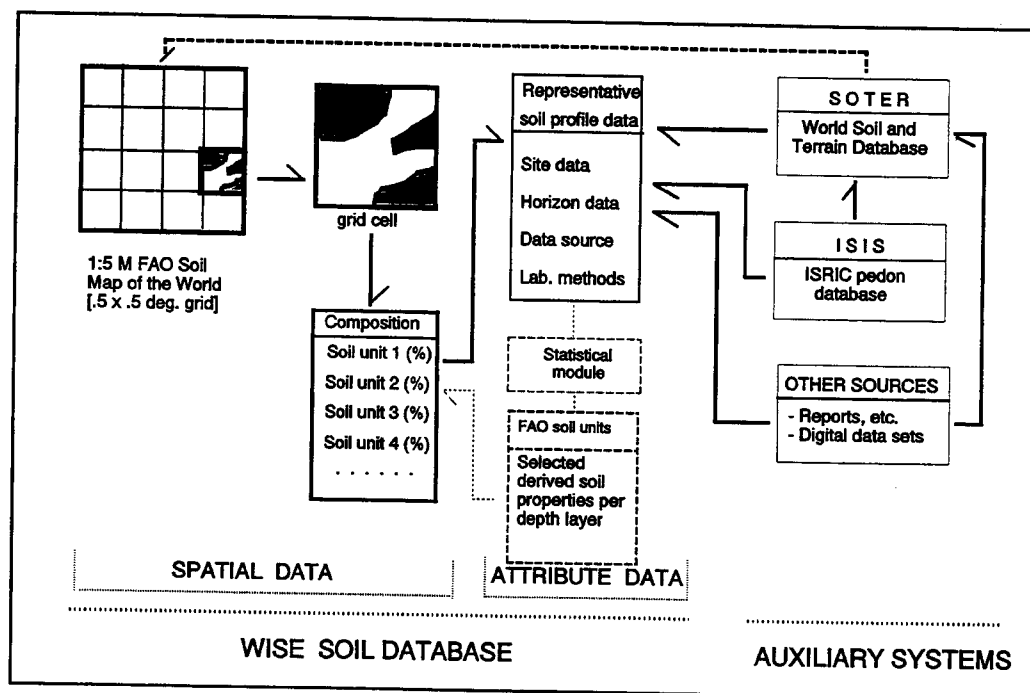 1:5 M FAO Soil
Map of the World
[.5 x .5 deg. grid]
grid cell
Composition
Soil unit 1 (%)
Soil unit 2 (%)
Soil unit 3 (%)
Soil unit 4 (%)
. . . . . .
Representative
soil profile data
Site data
Horizon data
Data source
Lab. methods
Statistical
module
FAO soil units
Selected
derived soil
properties per
depth layer
SOTER
World Soil and
Terrain Database
ISIS
ISRIC pedon
database
OTHER SOURCES
- Reports, etc.
- Digital data sets
SPATIAL DATA
ATTRIBUTE DATA
WISE SOIL DATABASE
AUXILIARY SYSTEMS